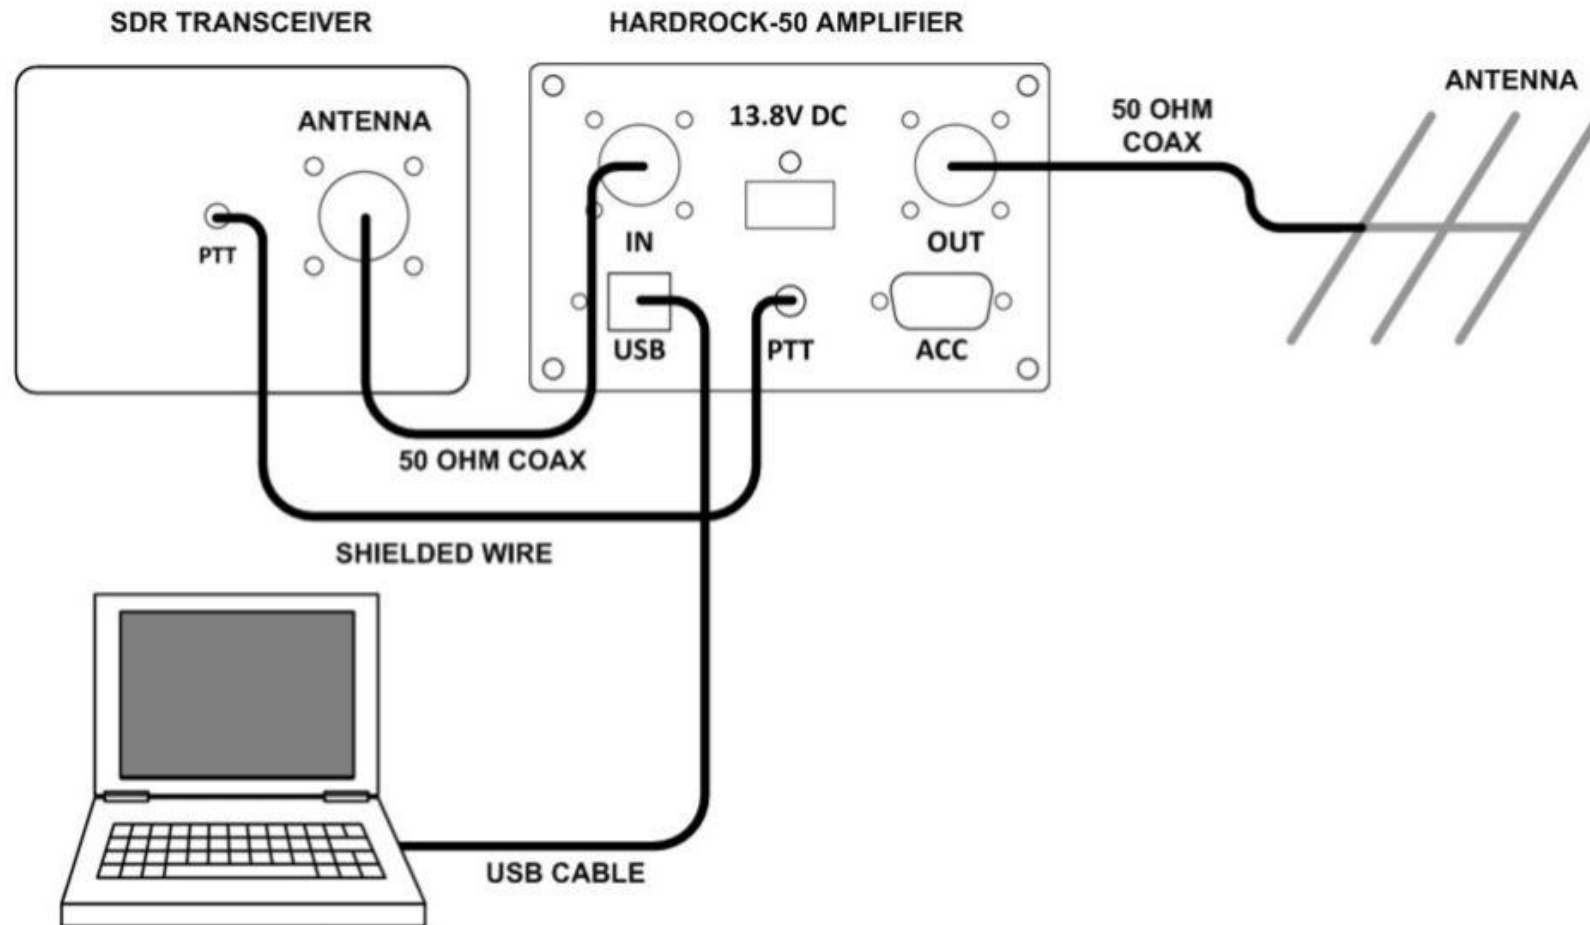 SDR TRANSCEIVER
HARDROCK-50 AMPLIFIER
ANTENNA
PTT
13.8V DC
IN
OUT
USB
PTT
ACC
50 OHM
COAX
ANTENNA
50 OHM COAX
SHIELDED WIRE
USB CABLE